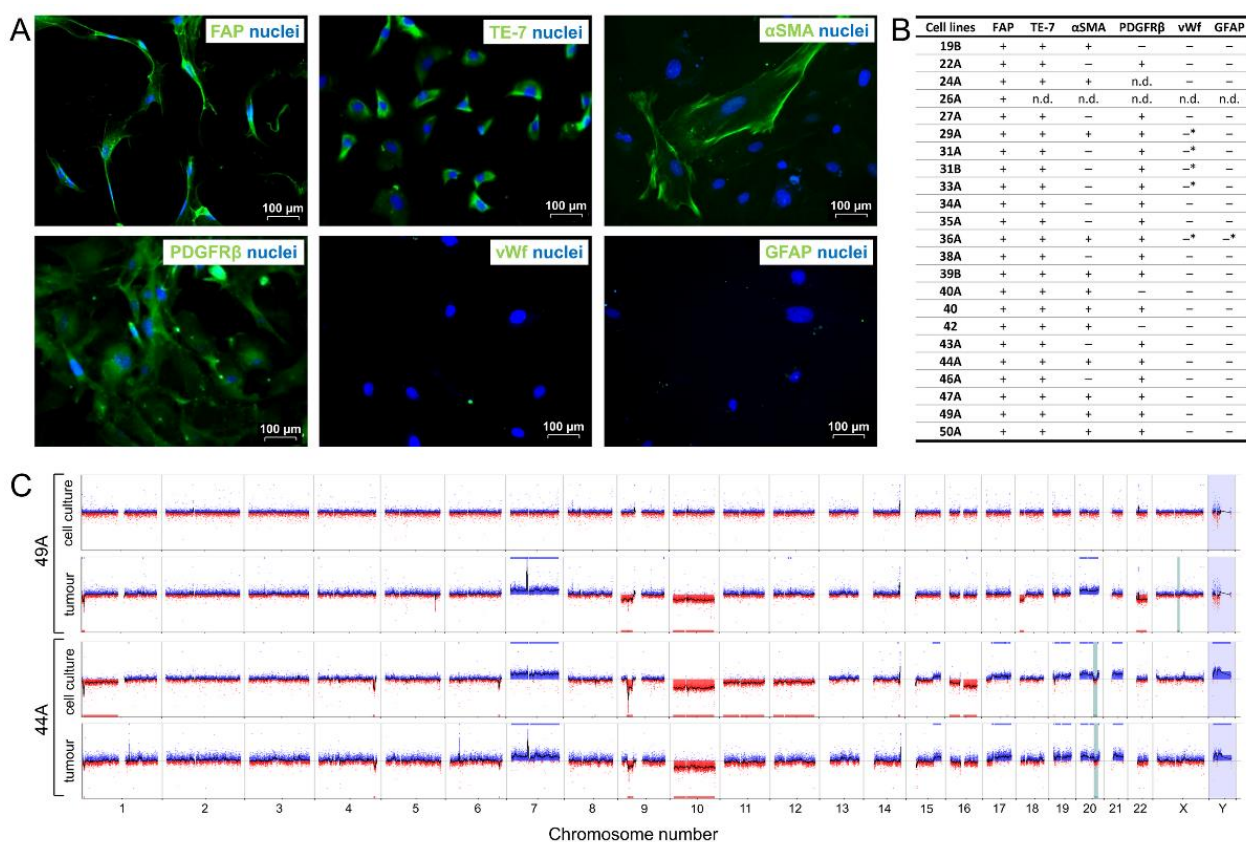 A
FAP nuclei
TE-7 nuclei
αSMA nuclei
100 μm
100 μm
100 μm
PDGFRβ nuclei
vWf nuclei
GFAP nuclei
100 μm
100 μm
100 μm
B
Cell lines FAP TE-7 αSMA PDGFRβ vWf GFAP
19B + + + – – –
22A + + – + – –
24A + + + n.d. – –
26A + n.d. n.d. n.d. n.d. n.d.
27A + + – + – –
29A + + + + –* –
31A + + – + –* –
31B + + – + –* –
33A + + – + –* –
34A + + – + – –
35A + + – + – –
36A + + + + –* –*
38A + + – + – –
39B + + + + – –
40A + + + – – –
40 + + + + – –
42 + + + – – –
43A + + – + – –
44A + + + + – –
46A + + – + – –
47A + + + + – –
49A + + + + – –
50A + + + + – –
C
49A
cell culture
tumour
44A
cell culture
tumour
1 2 3 4 5 6 7 8 9 10 11 12 13 14 15 16 17 18 19 20 21 22 X Y
Chromosome number